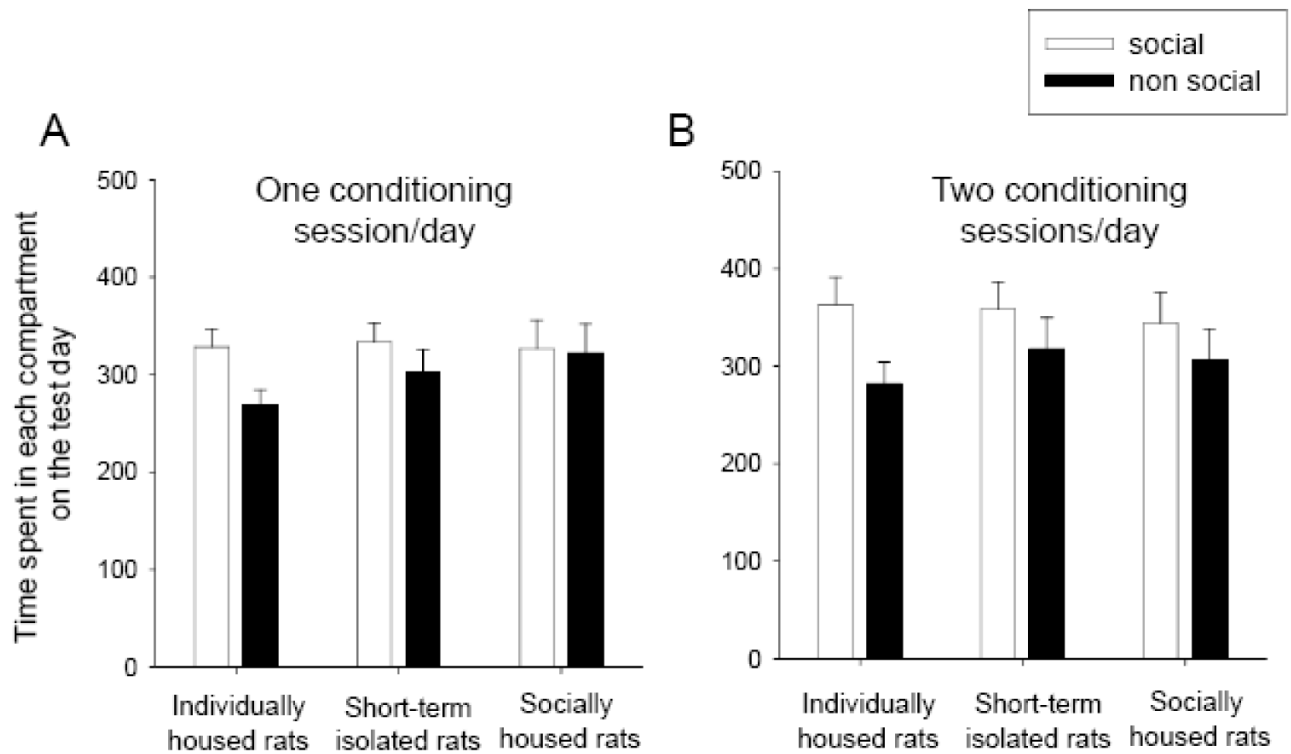 social
non social
A
One conditioning
session/day
Time spent in each compartment
on the test day
500
400
300
200
100
0
Individually
housed rats
Short-term
isolated rats
Socially
housed rats
B
Two conditioning
sessions/day
500
400
300
200
100
0
Individually
housed rats
Short-term
isolated rats
Socially
housed rats